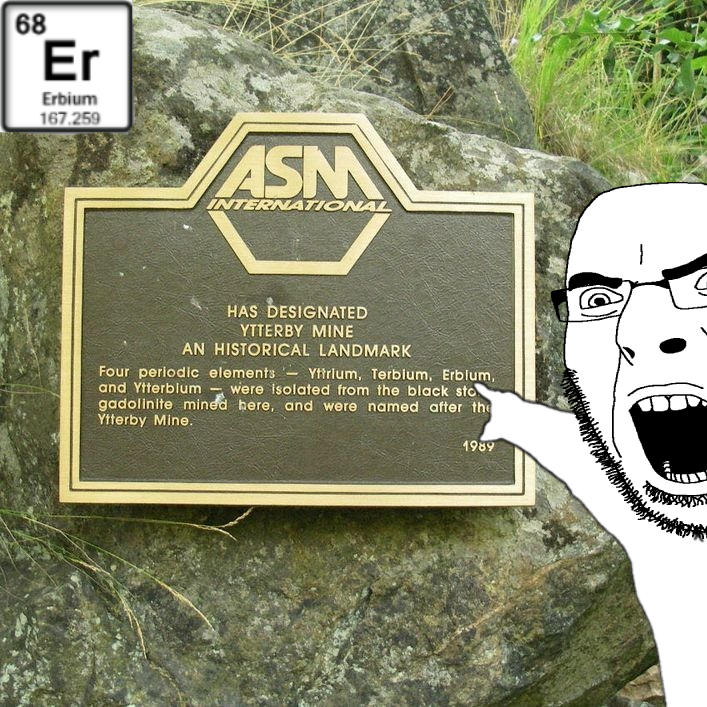 68
Er
Erbium
167.259
ASM
INTERNATIONAL
HAS DESIGNATED
YTTERBY MINE
AN HISTORICAL LANDMARK
Four periodic elements — Yttrium, Terbium, Erbium,
and Ytterbium — were isolated from the black
gadolinite mined here, and were named after the
Ytterby Mine.
1989